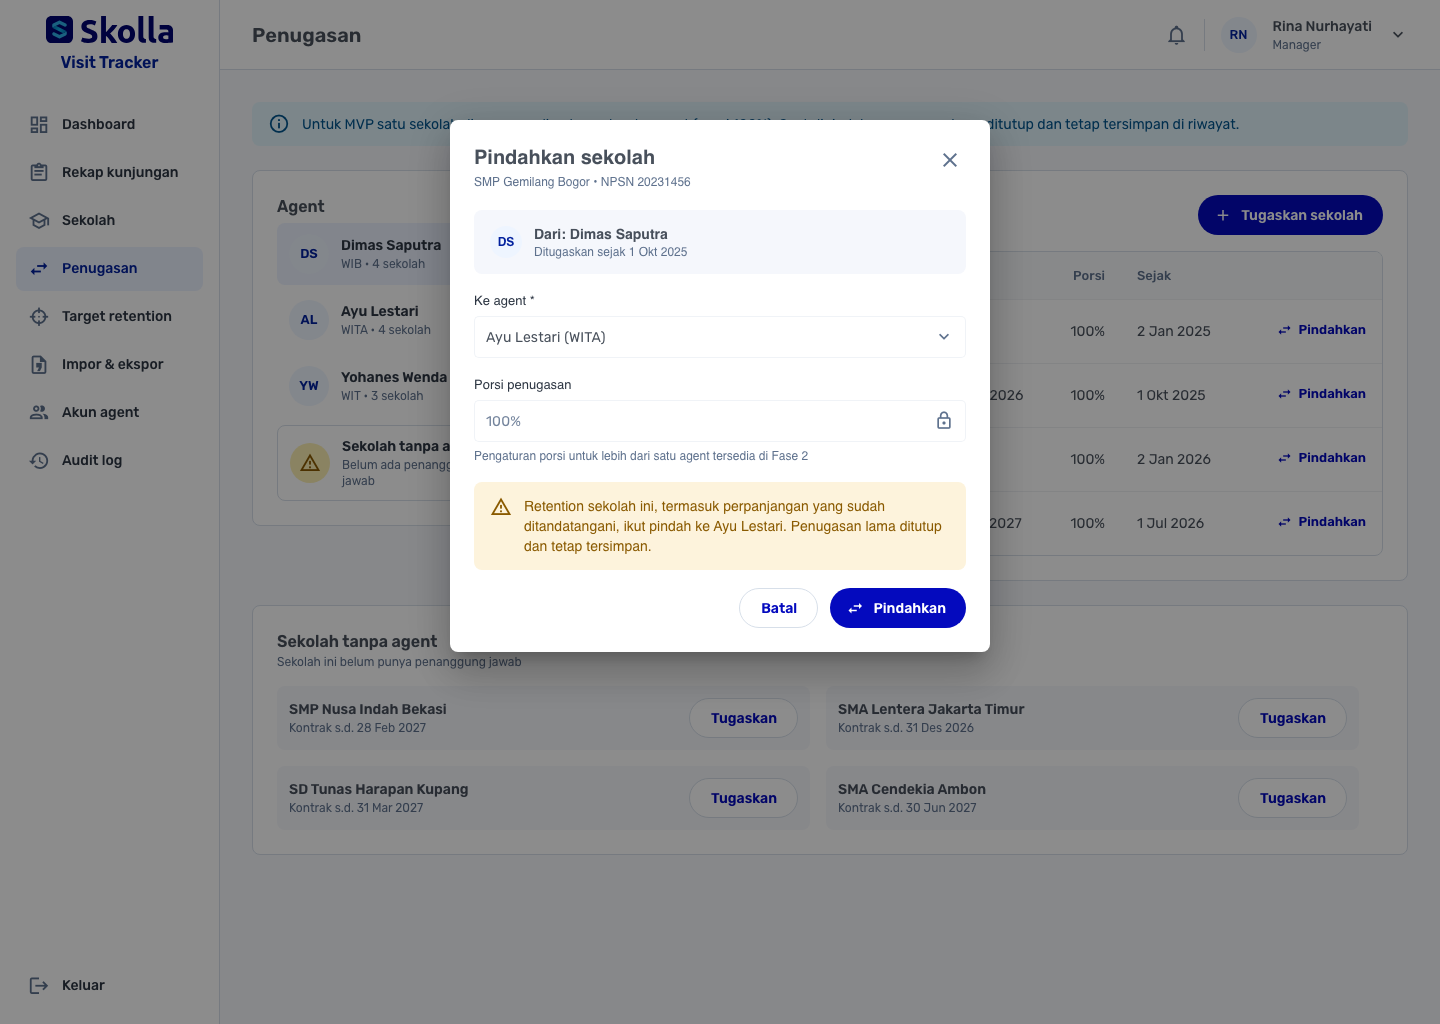 Skolla
Visit Tracker
Dashboard
Rekap kunjungan
Sekolah
Penugasan
Target retention
Impor & ekspor
Akun agent
Audit log
Keluar
Penugasan
RN
Rina Nurhayati
Manager
Untuk MVP satu sekola
ditutup dan tetap tersimpan di riwayat.
Agent
DS
Dimas Saputra
WIB • 4 sekolah
AL
Ayu Lestari
WITA • 4 sekolah
YW
Yohanes Wenda
WIT • 3 sekolah
Sekolah tanpa a
Belum ada penangg
jawab
Tugaskan sekolah
Porsi
Sejak
100%
2 Jan 2025
Pindahkan
2026
100%
1 Okt 2025
Pindahkan
100%
2 Jan 2026
Pindahkan
2027
100%
1 Jul 2026
Pindahkan
Pindahkan sekolah
SMP Gemilang Bogor • NPSN 20231456
DS
Dari: Dimas Saputra
Ditugaskan sejak 1 Okt 2025
Ke agent *
Ayu Lestari (WITA)
Porsi penugasan
100%
Pengaturan porsi untuk lebih dari satu agent tersedia di Fase 2
Retention sekolah ini, termasuk perpanjangan yang sudah
ditandatangani, ikut pindah ke Ayu Lestari. Penugasan lama ditutup
dan tetap tersimpan.
Batal
Pindahkan
Sekolah tanpa agent
Sekolah ini belum punya penanggung jawab
SMP Nusa Indah Bekasi
Kontrak s.d. 28 Feb 2027
Tugaskan
SMA Lentera Jakarta Timur
Kontrak s.d. 31 Des 2026
Tugaskan
SD Tunas Harapan Kupang
Kontrak s.d. 31 Mar 2027
Tugaskan
SMA Cendekia Ambon
Kontrak s.d. 30 Jun 2027
Tugaskan